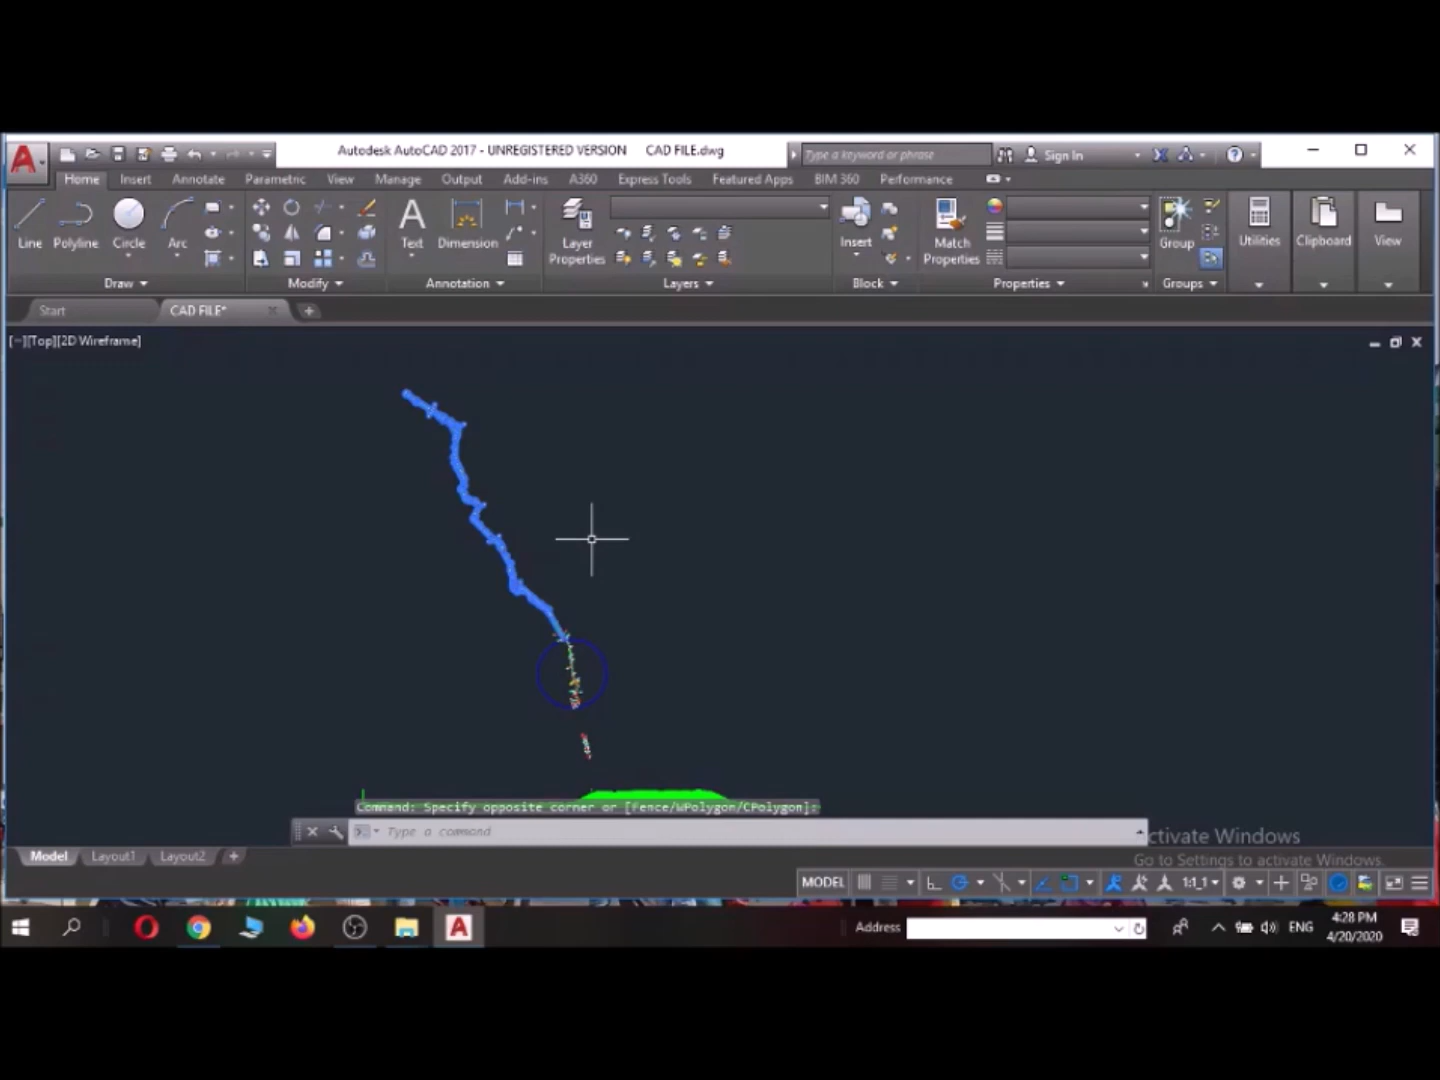 Autodesk AutoCAD 2017 - UNREGISTERED VERSION CAD FILE.dwg
Type a keyword or phrase
Sign In
Home Insert Annotate Parametric View Manage Output Add-ins A360 Express Tools Featured Apps BIM 360 Performance
Line Polyline Circle Arc
Text Dimension
Layer Properties
Insert
Match Properties
Group
Utilities
Clipboard
View
Draw Modify Annotation Layers Block Properties Groups
Start CAD FILE*
[−][Top][2D Wireframe]
Command: Specify opposite corner or [Fence/WPolygon/CPolygon]:
Type a command
ctivate Windows
Go to Settings to activate Windows.
Model Layout1 Layout2
MODEL
1:1_1
Address
ENG
4:28 PM
4/20/2020